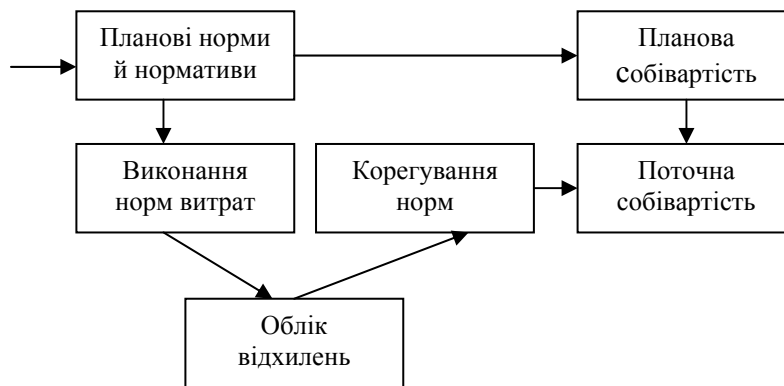 Планові норми
й нормативи
Планова
собівартість
Виконання
норм витрат
Корегування
норм
Поточна
собівартість
Облік
відхилень